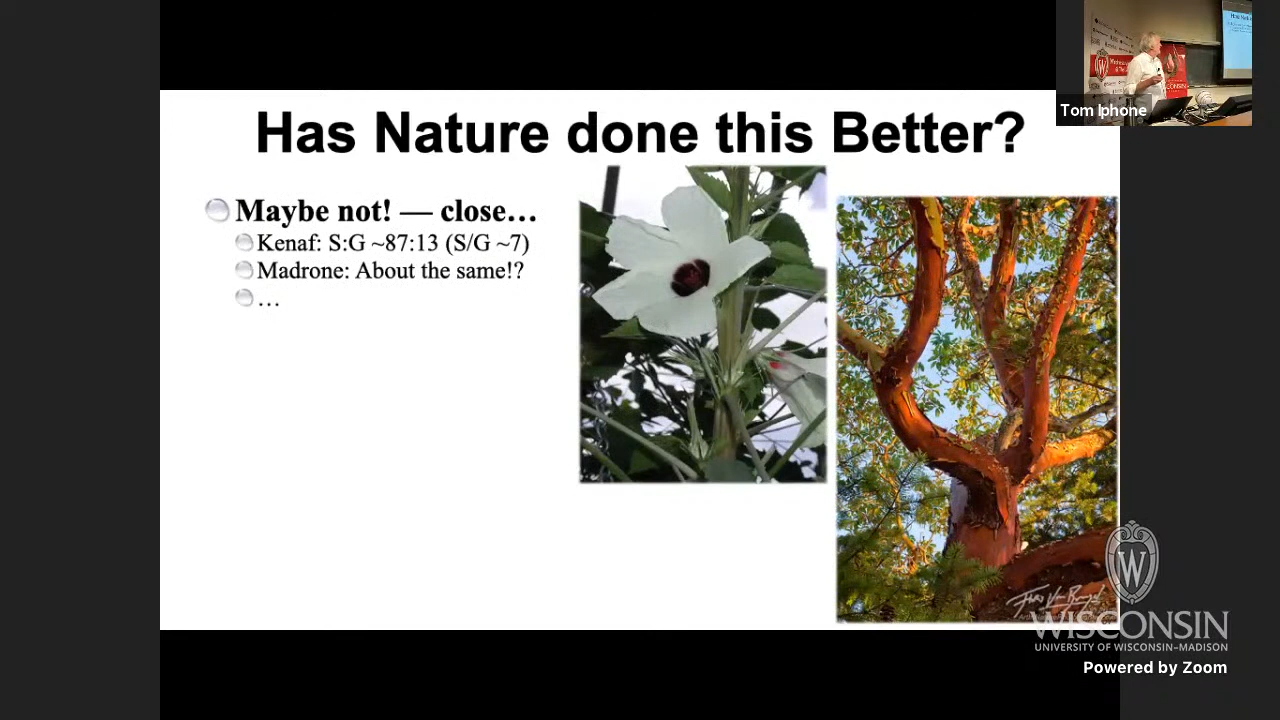 Has Nature done this Better?
Maybe not! — close…
Kenaf: S:G ~87:13 (S/G ~7)
Madrone: About the same!?
…
Tom Iphone
W
WISCONSIN
UNIVERSITY OF WISCONSIN–MADISON
Powered by Zoom